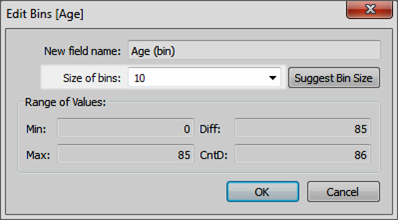 Edit Bins [Age]
New field name: Age (bin)
Size of bins: 10 Suggest Bin Size
Range of Values:
Min: 0 Diff: 85
Max: 85 CntD: 86
OK Cancel